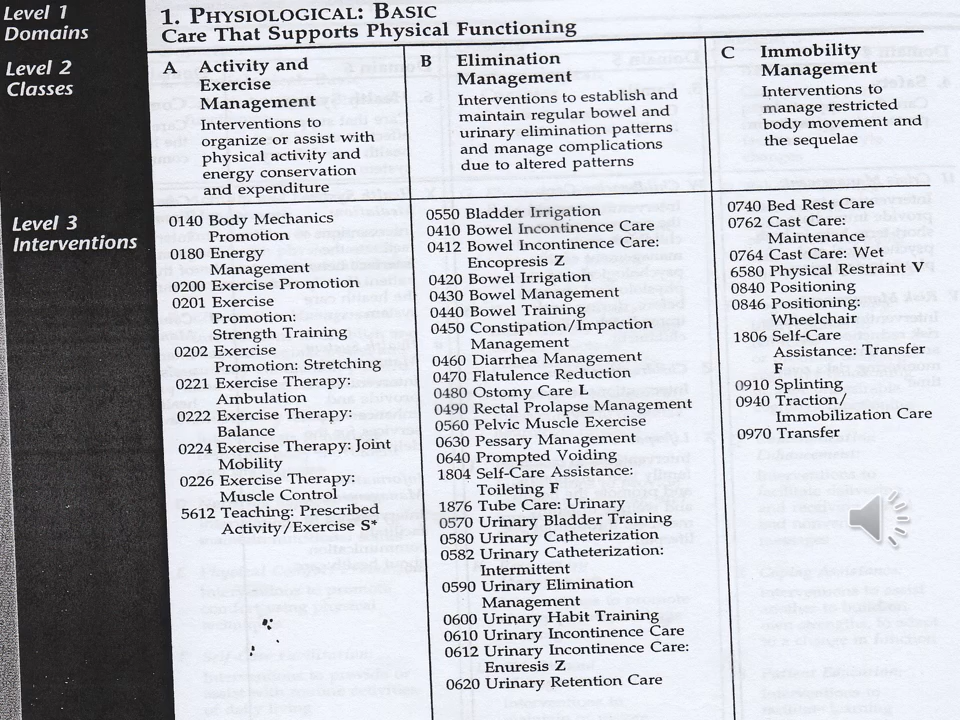 Level 1
Domains
1. PHYSIOLOGICAL: BASIC
Care That Supports Physical Functioning
Level 2
Classes
A Activity and
Exercise
Management
Interventions to
organize or assist with
physical activity and
energy conservation
and expenditure
B Elimination
Management
Interventions to establish and
maintain regular bowel and
urinary elimination patterns
and manage complications
due to altered patterns
C Immobility
Management
Interventions to
manage restricted
body movement and
the sequelae
Level 3
Interventions
0140 Body Mechanics
Promotion
0180 Energy
Management
0200 Exercise Promotion
0201 Exercise
Promotion:
Strength Training
0202 Exercise
Promotion: Stretching
0221 Exercise Therapy:
Ambulation
0222 Exercise Therapy:
Balance
0224 Exercise Therapy: Joint
Mobility
0226 Exercise Therapy:
Muscle Control
5612 Teaching: Prescribed
Activity/Exercise S*
0550 Bladder Irrigation
0410 Bowel Incontinence Care
0412 Bowel Incontinence Care:
Encopresis Z
0420 Bowel Irrigation
0430 Bowel Management
0440 Bowel Training
0450 Constipation/Impaction
Management
0460 Diarrhea Management
0470 Flatulence Reduction
0480 Ostomy Care L
0490 Rectal Prolapse Management
0560 Pelvic Muscle Exercise
0630 Pessary Management
0640 Prompted Voiding
1804 Self-Care Assistance:
Toileting F
1876 Tube Care: Urinary
0570 Urinary Bladder Training
0580 Urinary Catheterization
0582 Urinary Catheterization:
Intermittent
0590 Urinary Elimination
Management
0600 Urinary Habit Training
0610 Urinary Incontinence Care
0612 Urinary Incontinence Care:
Enuresis Z
0620 Urinary Retention Care
0740 Bed Rest Care
0762 Cast Care:
Maintenance
0764 Cast Care: Wet
6580 Physical Restraint V
0840 Positioning
0846 Positioning:
Wheelchair
1806 Self-Care
Assistance: Transfer
F
0910 Splinting
0940 Traction/
Immobilization Care
0970 Transfer